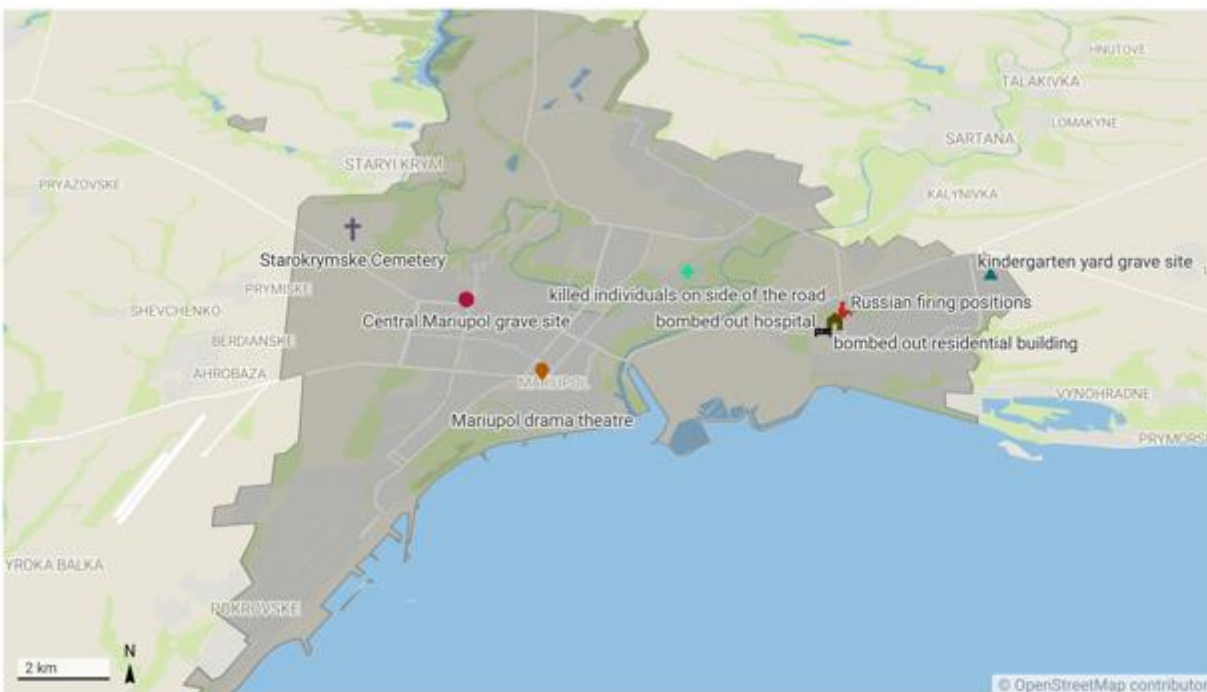 HNUTOVE
TALAKIVKA
LOMAKYNE
SARTANA
STARYI KRYM
PRYAZOVSKE
KALYNIVKA
Starokrymske Cemetery
kindergarten yard grave site
PRYMISKE
killed individuals on side of the road
Russian firing positions
SHEVCHENKO
Central Mariupol grave site
bombed out hospital
BERDIANSKE
bombed out residential building
AHROBAZA
MARIUPOL
VYNOHRADNE
Mariupol drama theatre
PRYMORS
YROKA BALKA
POKROVSKE
N
2 km
© OpenStreetMap contributor